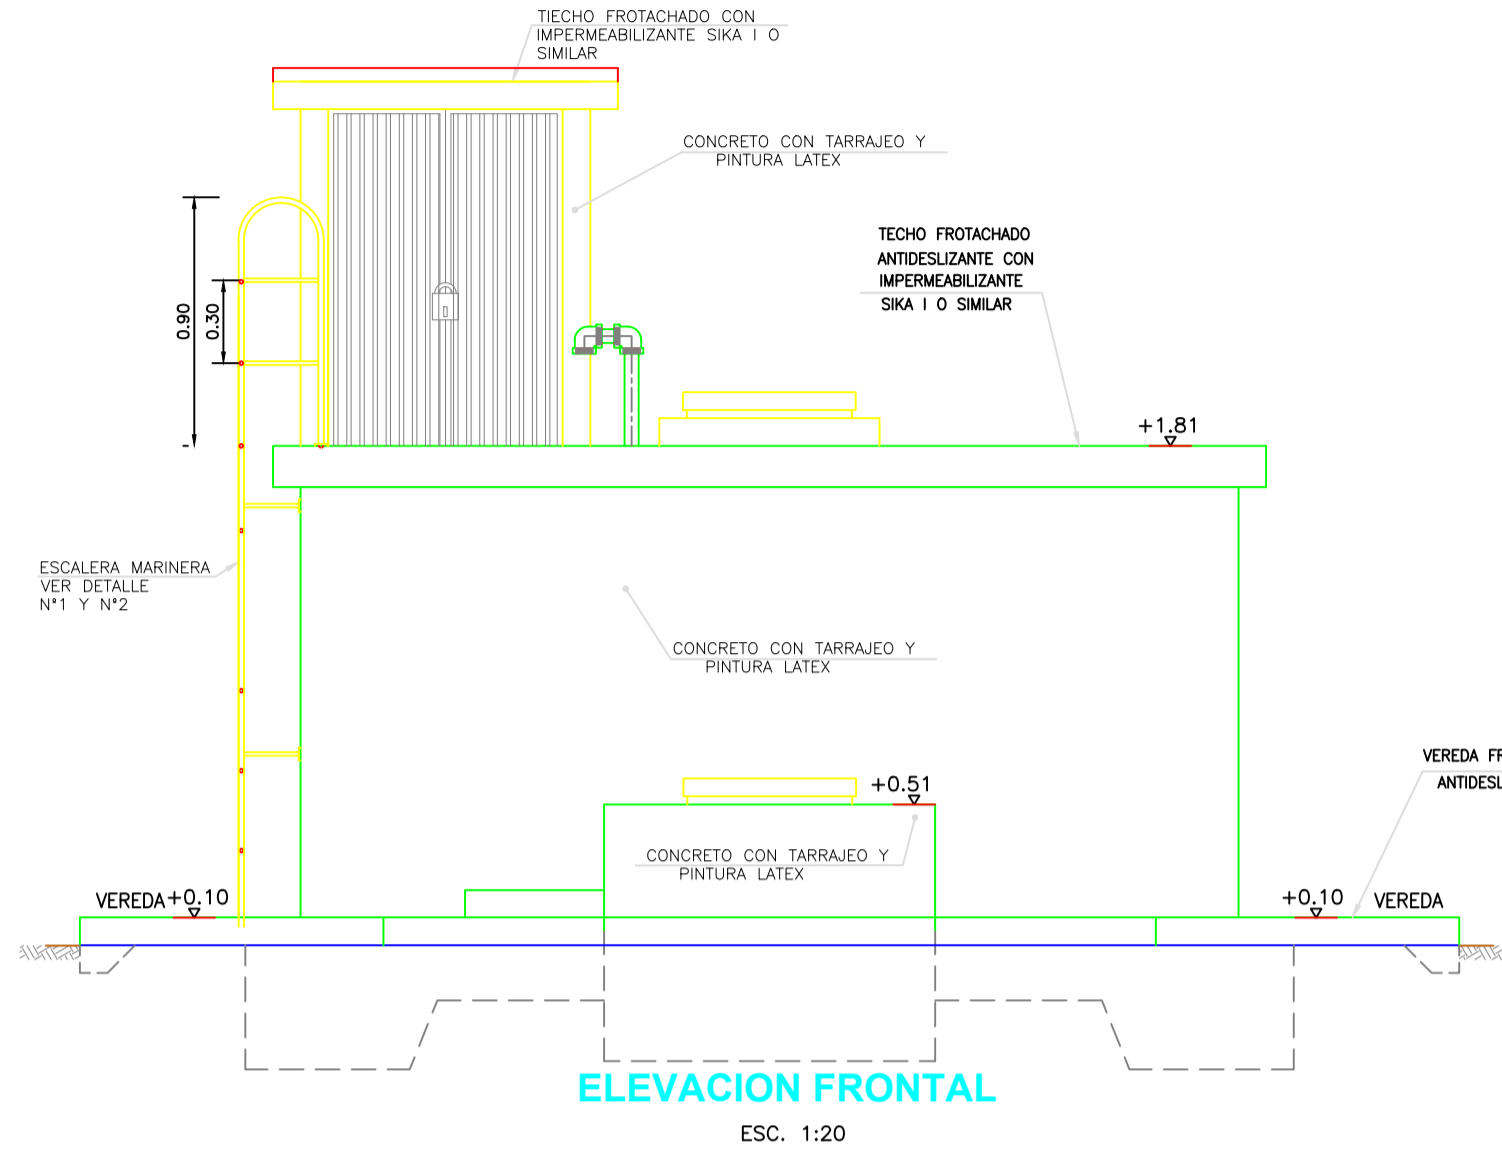 TIECHO FROTACHADO CON
IMPERMEABILIZANTE SIKA I O
SIMILAR
CONCRETO CON TARRAJEO Y
PINTURA LATEX
TECHO FROTACHADO
ANTIDESLIZANTE CON
IMPERMEABILIZANTE
SIKA I O SIMILAR
0.90
0.30
+1.81
ESCALERA MARINERA
VER DETALLE
N°1 Y N°2
CONCRETO CON TARRAJEO Y
PINTURA LATEX
VEREDA
ANTIDESL
+0.51
CONCRETO CON TARRAJEO Y
PINTURA LATEX
VEREDA +0.10
+0.10 VEREDA
ELEVACION FRONTAL
ESC. 1:20